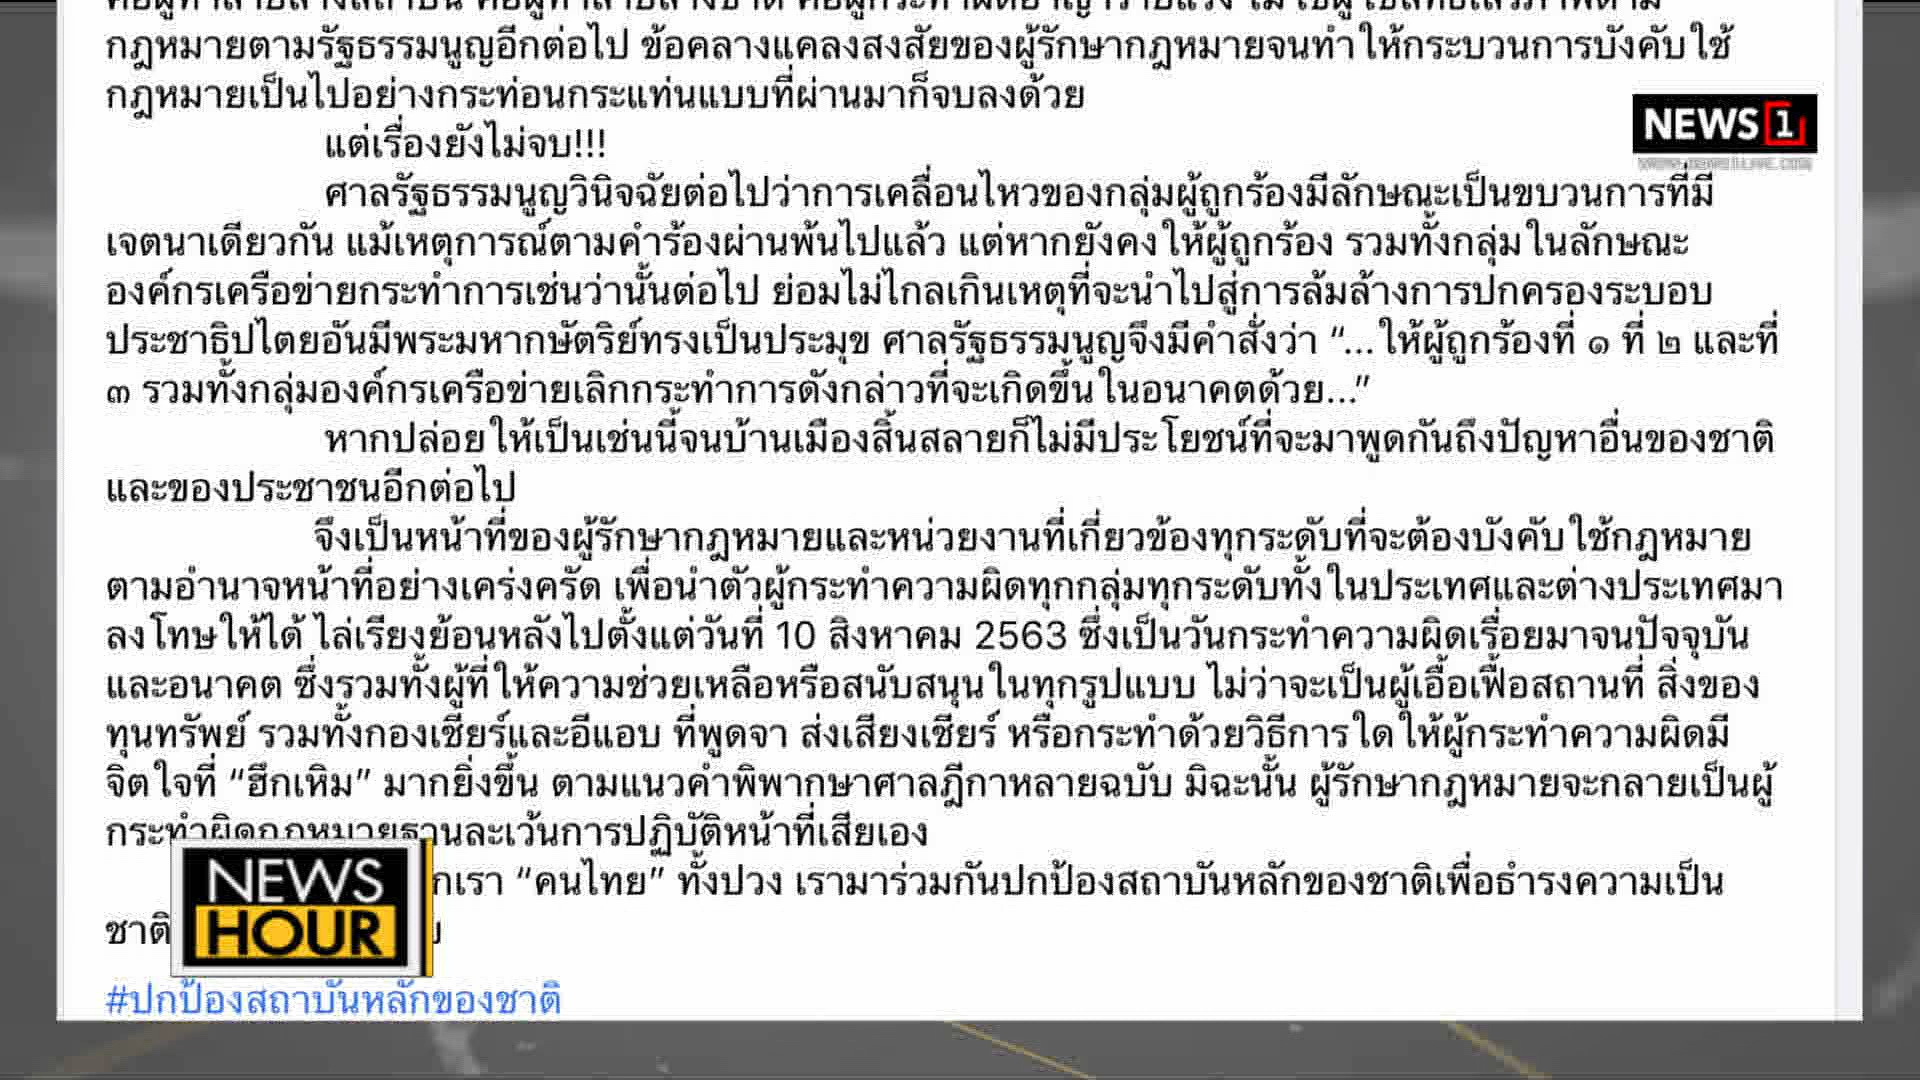 กฎหมายตามรัฐธรรมนูญอีกต่อไป ข้อคลางแคลงสงสัยของผู้รักษากฎหมายจนทำให้กระบวนการบังคับใช้
กฎหมายเป็นไปอย่างกระท่อนกระแท่นแบบที่ผ่านมาก็จบลงด้วย
NEWS 1
แต่เรื่องยังไม่จบ!!!
ศาลรัฐธรรมนูญวินิจฉัยต่อไปว่าการเคลื่อนไหวของกลุ่มผู้ถูกร้องมีลักษณะเป็นขบวนการที่มี
เจตนาเดียวกัน แม้เหตุการณ์ตามคำร้องผ่านพ้นไปแล้ว แต่หากยังคงให้ผู้ถูกร้อง รวมทั้งกลุ่มในลักษณะ
องค์กรเครือข่ายกระทำการเช่นว่านั้นต่อไป ย่อมไม่ไกลเกินเหตุที่จะนำไปสู่การล้มล้างการปกครองระบอบ
ประชาธิปไตยอันมีพระมหากษัตริย์ทรงเป็นประมุข ศาลรัฐธรรมนูญจึงมีคำสั่งว่า “...ให้ผู้ถูกร้องที่ ๑ ที่ ๒ และที่
๓ รวมทั้งกลุ่มองค์กรเครือข่ายเลิกกระทำการดังกล่าวที่จะเกิดขึ้นในอนาคตด้วย...”
หากปล่อยให้เป็นเช่นนี้จนบ้านเมืองสิ้นสลายก็ไม่มีประโยชน์ที่จะมาพูดกันถึงปัญหาอื่นของชาติ
และของประชาชนอีกต่อไป
จึงเป็นหน้าที่ของผู้รักษากฎหมายและหน่วยงานที่เกี่ยวข้องทุกระดับที่จะต้องบังคับใช้กฎหมาย
ตามอำนาจหน้าที่อย่างเคร่งครัด เพื่อนำตัวผู้กระทำความผิดทุกกลุ่มทุกระดับทั้งในประเทศและต่างประเทศมา
ลงโทษให้ได้ ไล่เรียงย้อนหลังไปตั้งแต่วันที่ 10 สิงหาคม 2563 ซึ่งเป็นวันกระทำความผิดเรื่อยมาจนปัจจุบัน
และอนาคต ซึ่งรวมทั้งผู้ที่ให้ความช่วยเหลือหรือสนับสนุนในทุกรูปแบบ ไม่ว่าจะเป็นผู้เอื้อเฟื้อสถานที่ สิ่งของ
ทุนทรัพย์ รวมทั้งกองเชียร์และอีแอบ ที่พูดจา ส่งเสียงเชียร์ หรือกระทำด้วยวิธีการใดให้ผู้กระทำความผิดมี
จิตใจที่ “ฮึกเหิม” มากยิ่งขึ้น ตามแนวคำพิพากษาศาลฎีกาหลายฉบับ มิฉะนั้น ผู้รักษากฎหมายจะกลายเป็นผู้
กระทำผิดกฎหมายฐานละเว้นการปฏิบัติหน้าที่เสียเอง
กเรา “คนไทย” ทั้งปวง เรามาร่วมกันปกป้องสถาบันหลักของชาติเพื่อธำรงความเป็น
ชาติ
NEWS
HOUR
#ปกป้องสถาบันหลักของชาติ